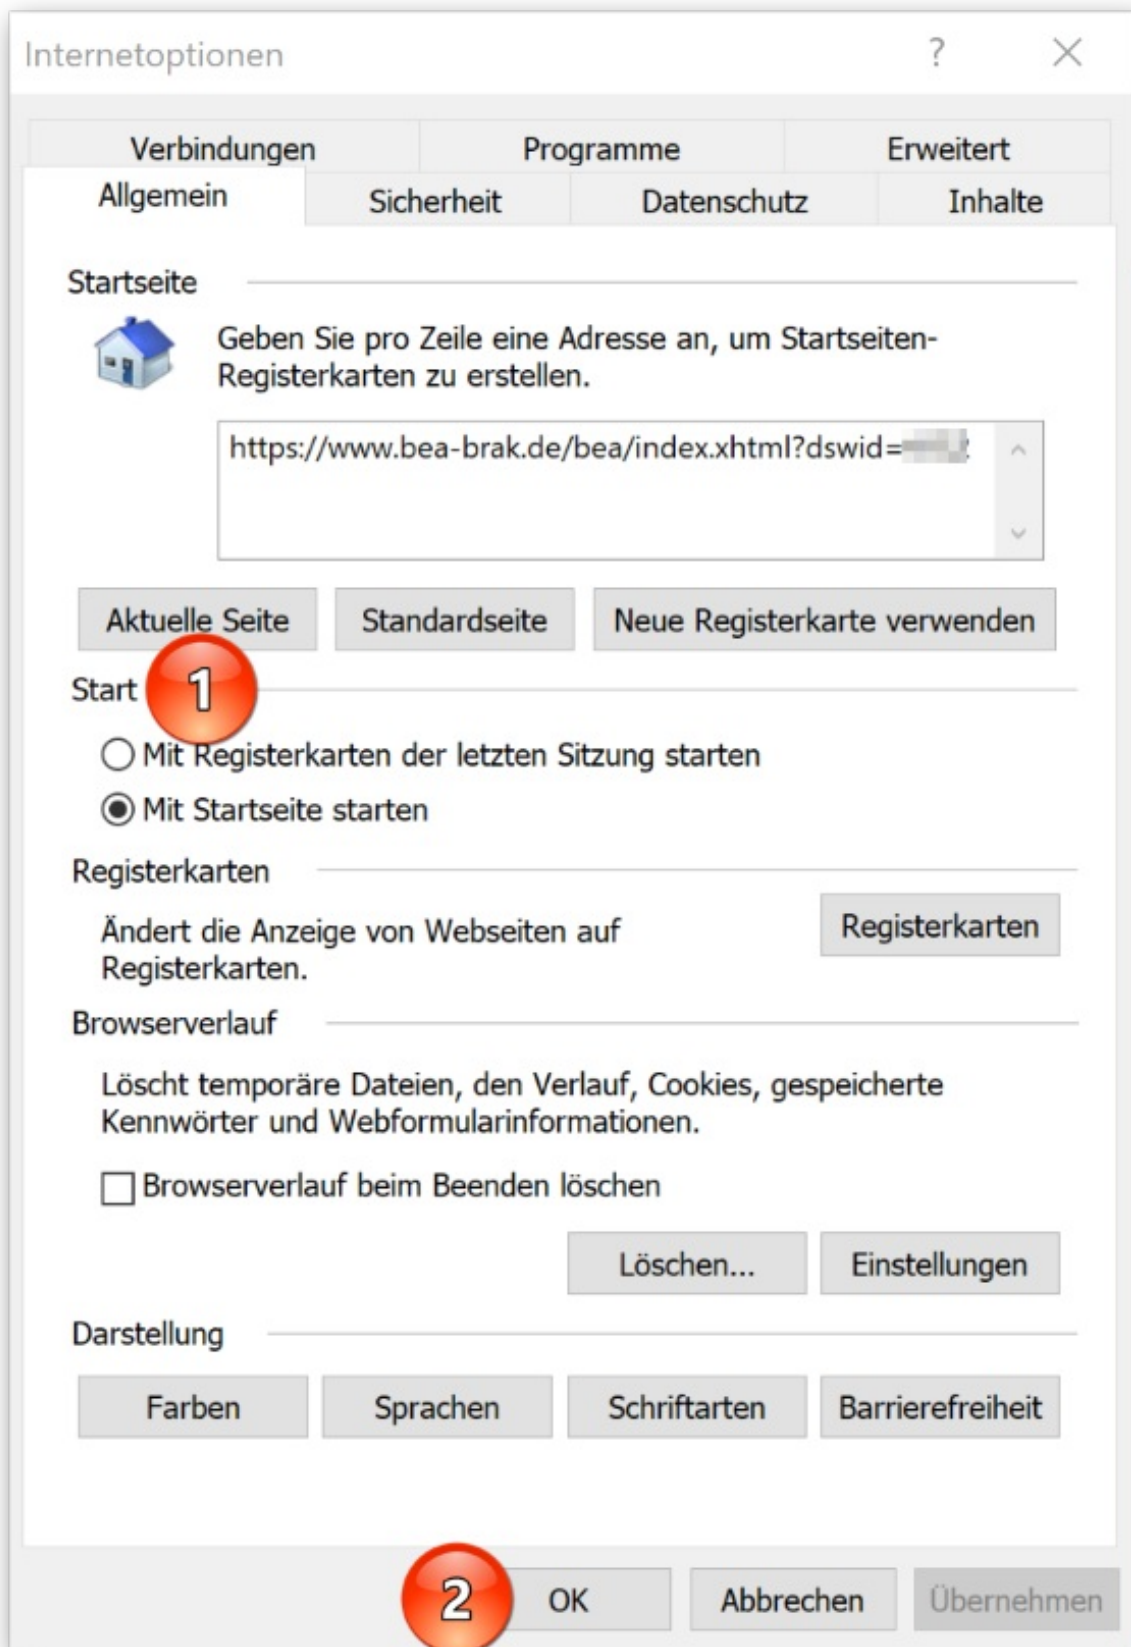 Internetoptionen
Verbindungen Programme Erweitert
Allgemein Sicherheit Datenschutz Inhalte
Startseite
Geben Sie pro Zeile eine Adresse an, um Startseiten-
Registerkarten zu erstellen.
https://www.bea-brak.de/bea/index.xhtml?dswid=
Aktuelle Seite Standardseite Neue Registerkarte verwenden
Start 1
Mit Registerkarten der letzten Sitzung starten
Mit Startseite starten
Registerkarten
Ändert die Anzeige von Webseiten auf
Registerkarten.
Registerkarten
Browserverlauf
Löscht temporäre Dateien, den Verlauf, Cookies, gespeicherte
Kennwörter und Webformularinformationen.
Browserverlauf beim Beenden löschen
Löschen... Einstellungen
Darstellung
Farben Sprachen Schriftarten Barrierefreiheit
2 OK Abbrechen Übernehmen